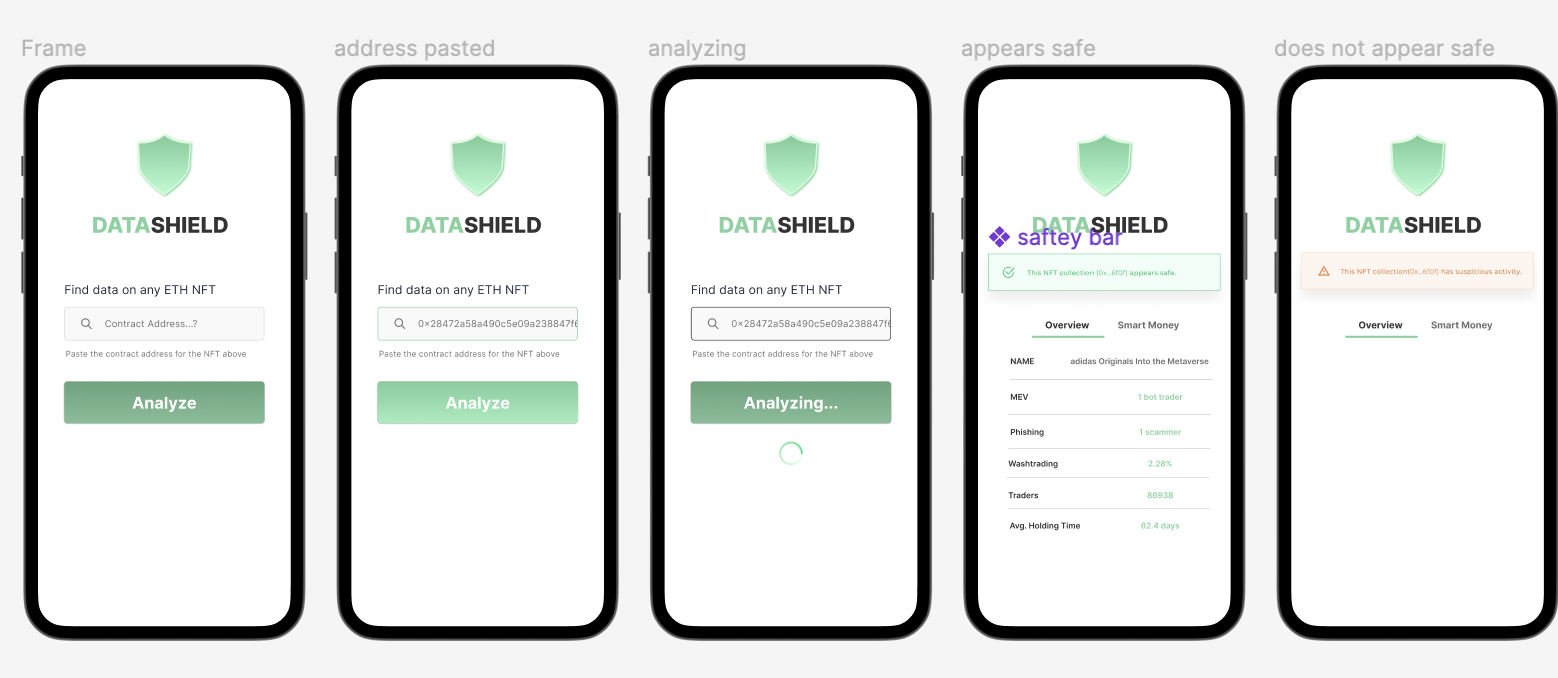 Frame
DATASHIELD
Find data on any ETH NFT
Contract Address...?
Paste the contract address for the NFT above
Analyze
address pasted
DATASHIELD
Find data on any ETH NFT
0x28472a58a490c5e09a238847f6
Paste the contract address for the NFT above
Analyze
analyzing
DATASHIELD
Find data on any ETH NFT
0x28472a58a490c5e09a238847f6
Paste the contract address for the NFT above
Analyzing...
appears safe
DATASHIELD
saftey bar
This NFT collection (0x...6f0f) appears safe.
Overview Smart Money
NAME adidas Originals Into the Metaverse
MEV 1 bot trader
Phishing 1 scammer
Washtrading 2.28%
Traders 86938
Avg. Holding Time 62.4 days
does not appear safe
DATASHIELD
This NFT collection(0x...6f0f) has suspicious activity.
Overview Smart Money